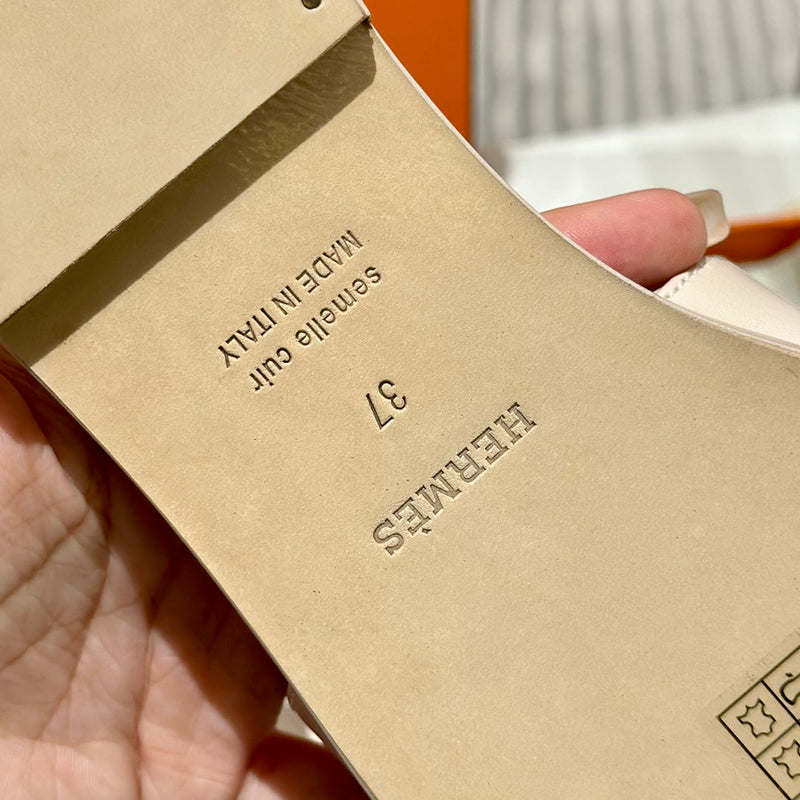 HERMÈS
37
semelle cuir
MADE IN ITALY